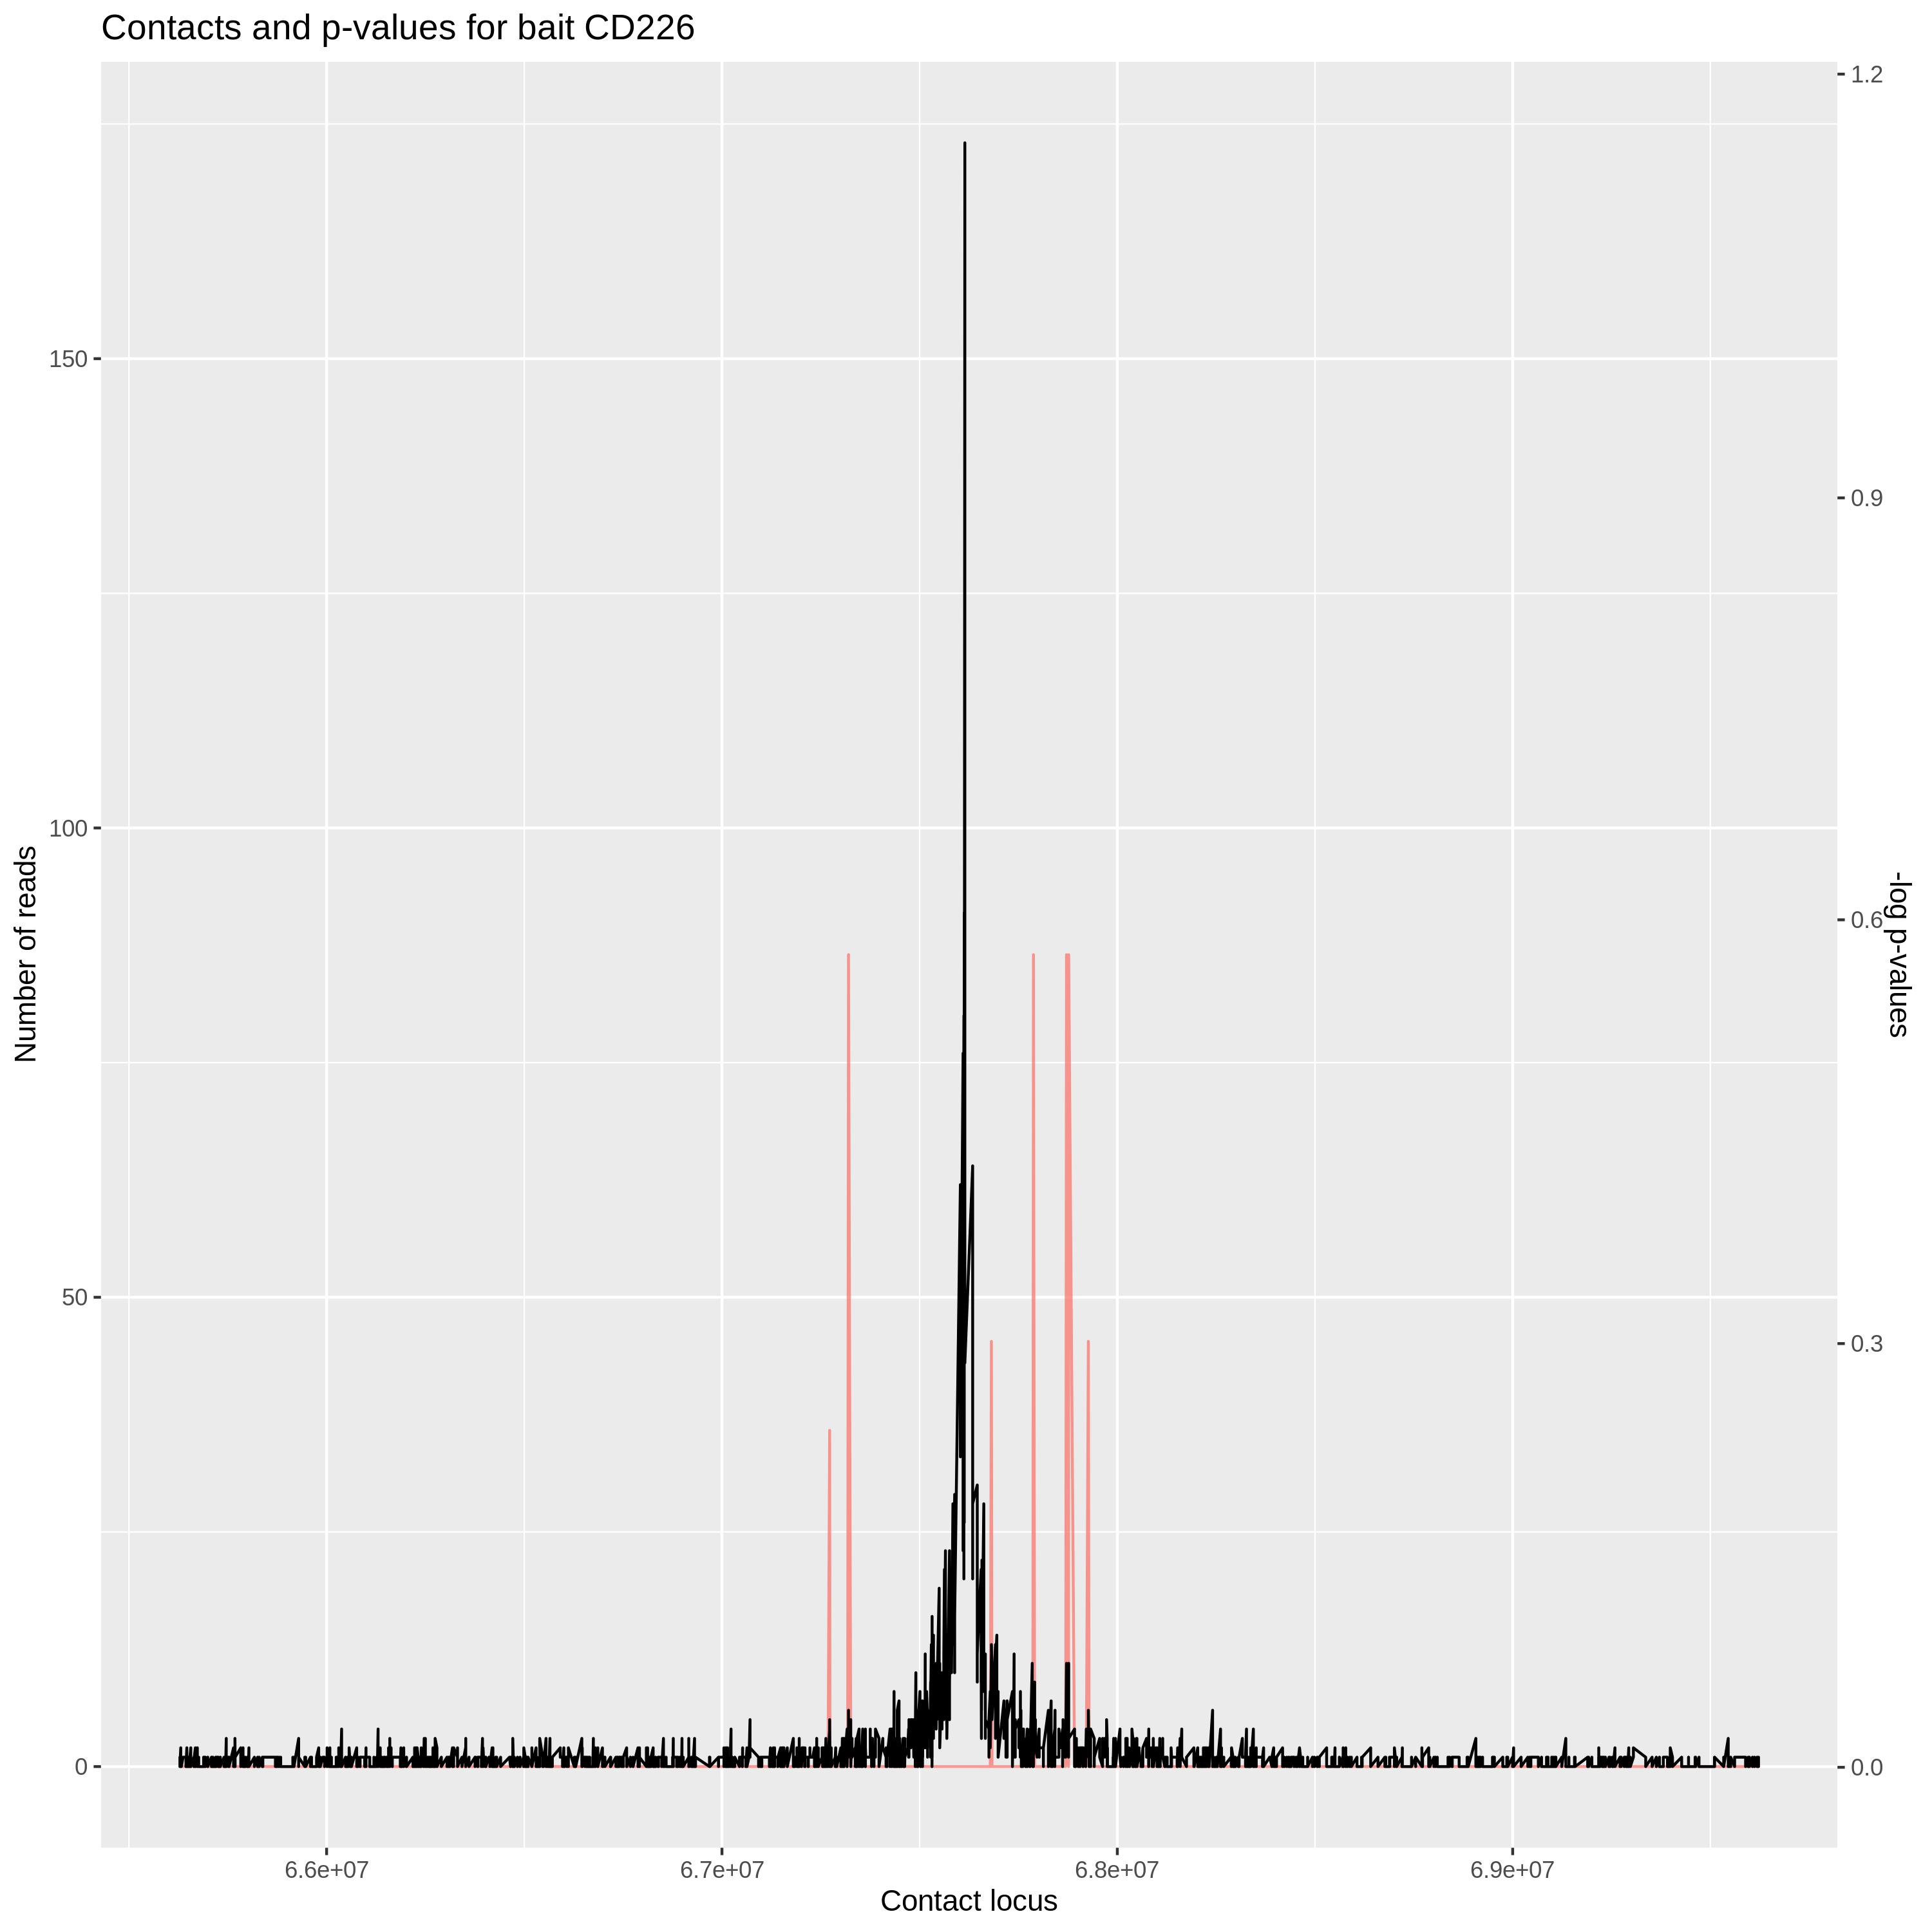 Contacts and p-values for bait CD226
Number of reads
150
100
50
0
1.2
0.9
0.6
0.3
0.0
-log p-values
6.6e+07 6.7e+07 6.8e+07 6.9e+07
Contact locus